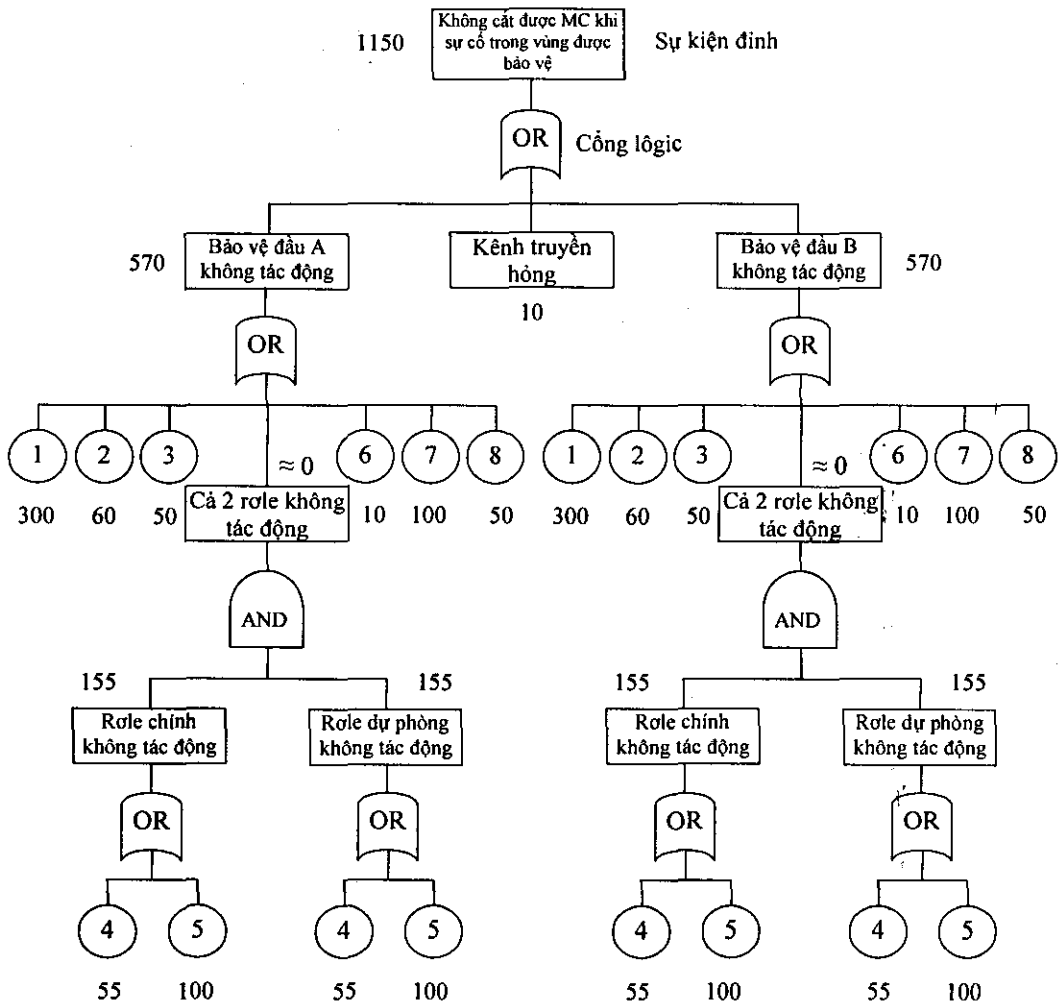 Không cắt được MC khi
1150
sự cố trong vùng được
Sự kiện đỉnh
bảo vệ
OR
Cổng lôgic
Bảo vệ đầu A
không tác động
570
Kênh truyền
hỏng
10
Bảo vệ đầu B
không tác động
570
OR
OR
1 2 3 6 7 8
1 2 3 6 7 8
≈ 0
≈ 0
300 60 50
Cả 2 rơle không
tác động
10 100 50
300 60 50
Cả 2 rơle không
tác động
10 100 50
AND
AND
155 155 155 155
Rơle chính
không tác động
Rơle dự phòng
không tác động
Rơle chính
không tác động
Rơle dự phòng
không tác động
OR OR OR OR
4 5 4 5 4 5 4 5
55 100 55 100 55 100 55 100